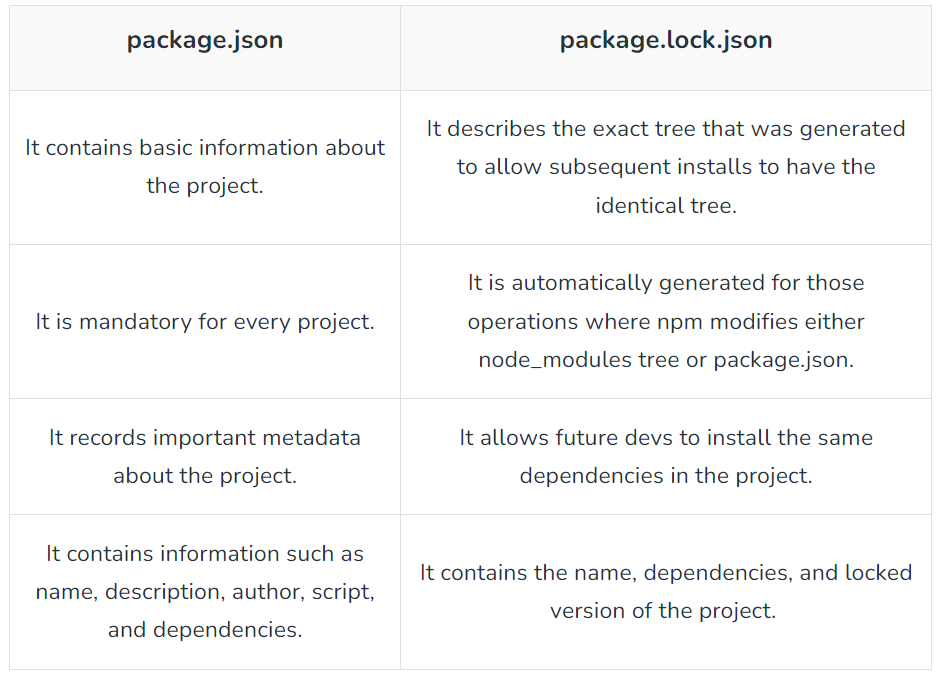 package.json
package.lock.json
It contains basic information about
the project.
It describes the exact tree that was generated
to allow subsequent installs to have the
identical tree.
It is mandatory for every project.
It is automatically generated for those
operations where npm modifies either
node_modules tree or package.json.
It records important metadata
about the project.
It allows future devs to install the same
dependencies in the project.
It contains information such as
name, description, author, script,
and dependencies.
It contains the name, dependencies, and locked
version of the project.